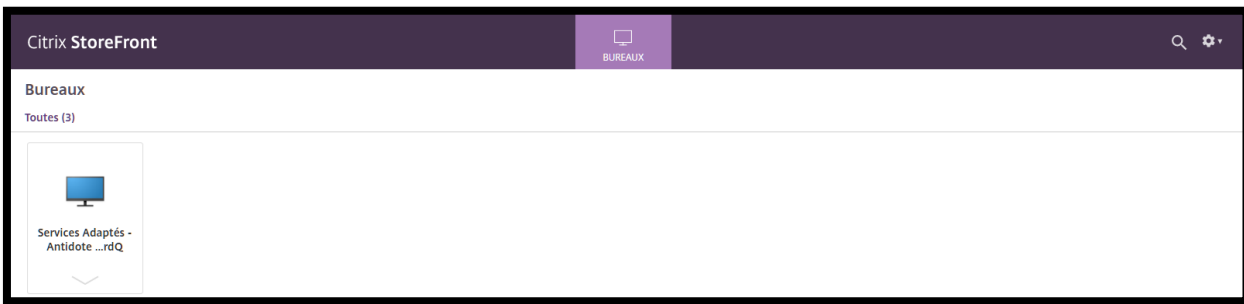 Citrix StoreFront
BUREAUX
Bureaux
Toutes (3)
Services Adaptés -
Antidote ...rdQ